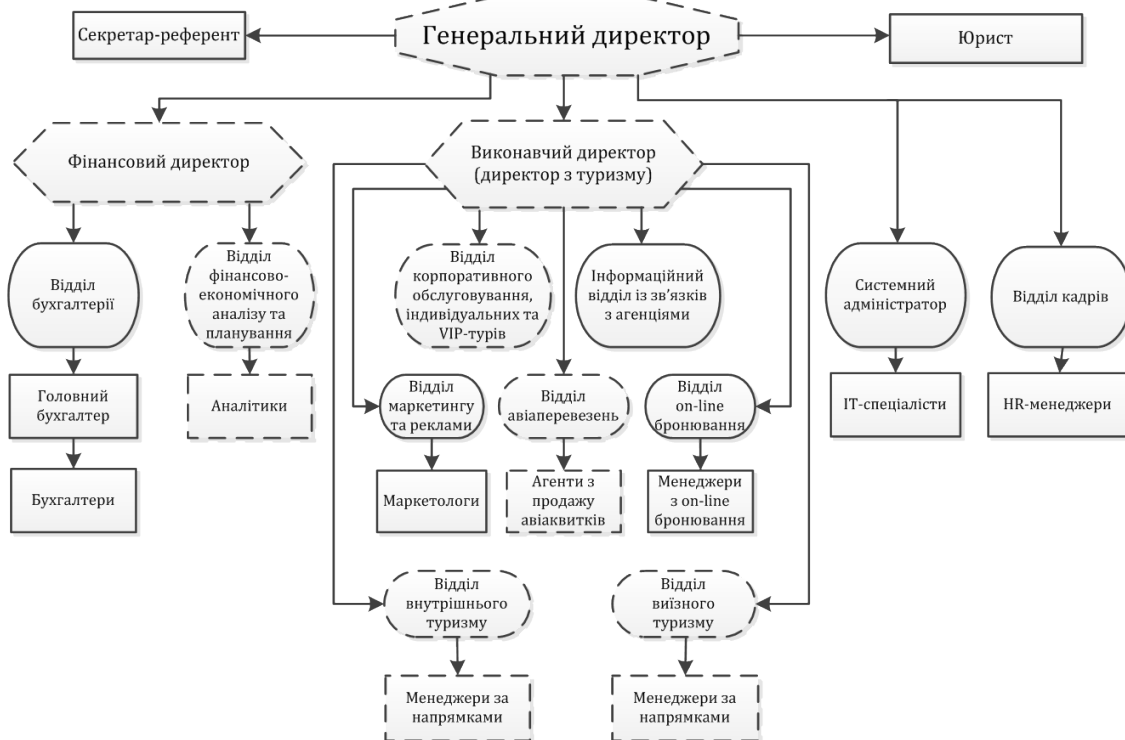 Секретар-референт
Генеральний директор
Юрист
Фінансовий директор
Виконавчий директор
(директор з туризму)
Відділ
бухгалтерії
Відділ
фінансово-
економічного
аналізу та
планування
Відділ
корпоративного
обслуговування,
індивідуальних та
VIP-турів
Інформаційний
відділ із зв’язків
з агенціями
Системний
адміністратор
Відділ кадрів
Головний
бухгалтер
Аналітики
Відділ
маркетингу
та реклами
Відділ
авіаперевезень
Відділ
on-line
бронювання
ІТ-спеціалісти
HR-менеджери
Бухгалтери
Маркетологи
Агенти з
продажу
авіаквитків
Менеджери
з on-line
бронювання
Відділ
внутрішнього
туризму
Відділ
виїзного
туризму
Менеджери за
напрямками
Менеджери за
напрямками